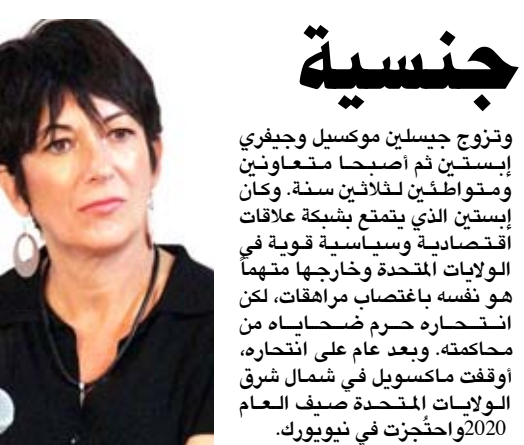 جنسية
وتزوج جيسلين موكسيل وجيفري
إبستين ثم أصبحا متعاونين
ومتواطئين لثلاثين سنة. وكان
إبستين الذي يتمتع بشبكة علاقات
اقتصادية وسياسية قوية في
الولايات المتحدة وخارجها متهماً
هو نفسه باغتصاب مراهقات، لكن
انتحاره حرم ضحاياه من
محاكمته. وبعد عام على انتحاره،
أوقفت ماكسويل في شمال شرق
الولايات المتحدة صيف العام
2020واحتُجزت في نيويورك.